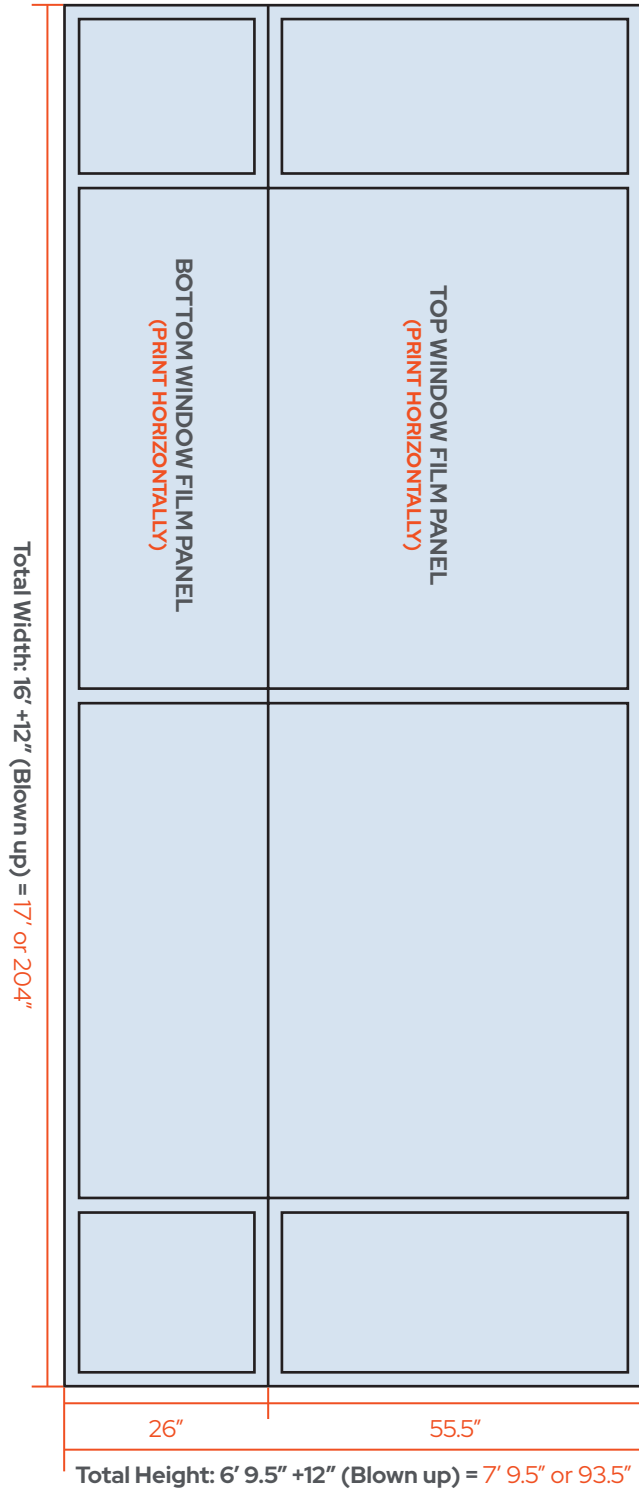 TOP WINDOW FILM PANEL
(PRINT HORIZONTALLY)
BOTTOM WINDOW FILM PANEL
(PRINT HORIZONTALLY)
Total Width: 16′ +12″ (Blown up) = 17′ or 204″
26″
55.5″
Total Height: 6′ 9.5″ +12″ (Blown up) = 7′ 9.5″ or 93.5″